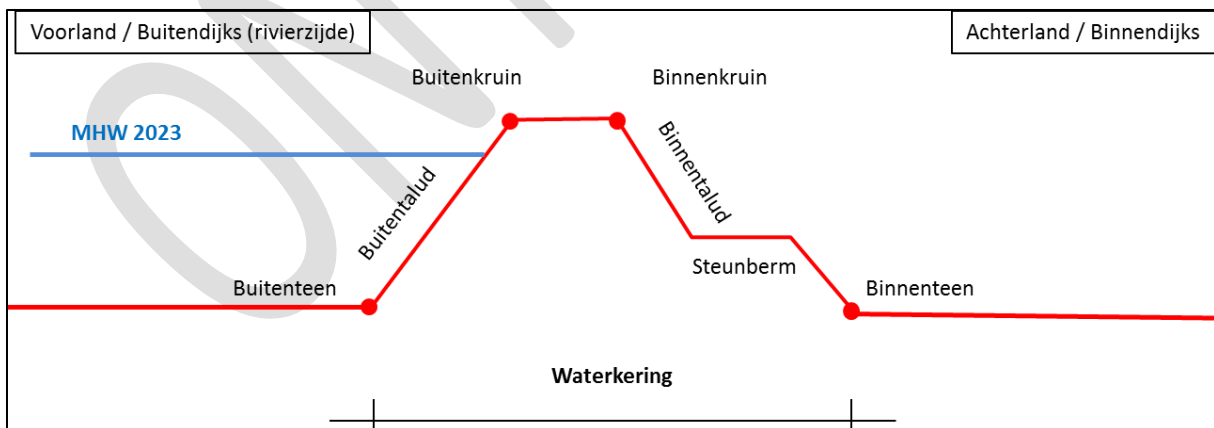 Voorland / Buitendijks (rivierzijde)
Achterland / Binnendijks
Buitenkruin
Binnenkruin
MHW 2023
Buitentalud
Binnentalud
Steunberm
Buitenteen
Binnenteen
Waterkering